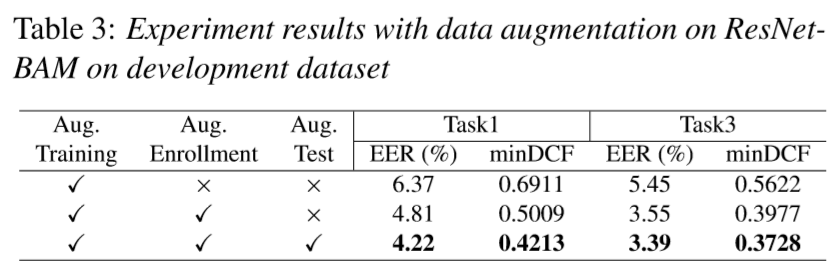 Table 3: Experiment results with data augmentation on ResNet-
BAM on development dataset
Aug. Aug. Aug. Task1 Task3
Training Enrollment Test EER (%) minDCF EER (%) minDCF
✓ × × 6.37 0.6911 5.45 0.5622
✓ ✓ × 4.81 0.5009 3.55 0.3977
✓ ✓ ✓ 4.22 0.4213 3.39 0.3728